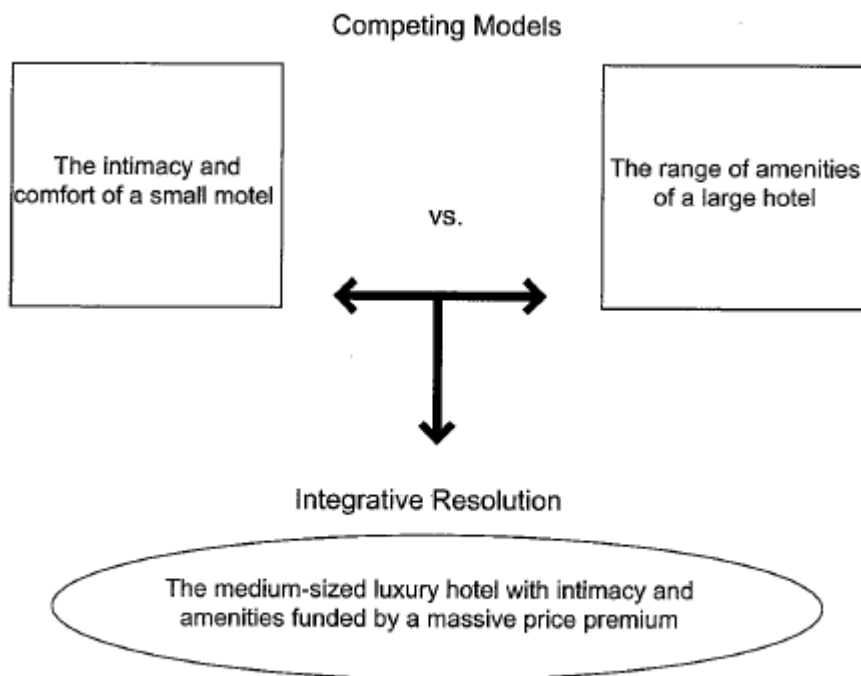 Competing Models
The intimacy and
comfort of a small motel
vs.
The range of amenities
of a large hotel
Integrative Resolution
The medium-sized luxury hotel with intimacy and
amenities funded by a massive price premium